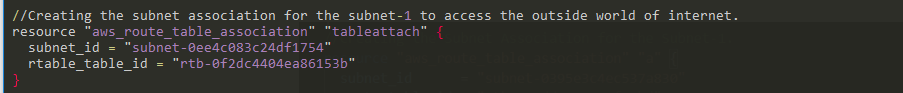 //Creating the subnet association for the subnet-1 to access the outside world of internet.
resource "aws_route_table_association" "tableattach" {
  subnet_id = "subnet-0ee4c083c24df1754"
  rtable_table_id = "rtb-0f2dc4404ea86153b"
}